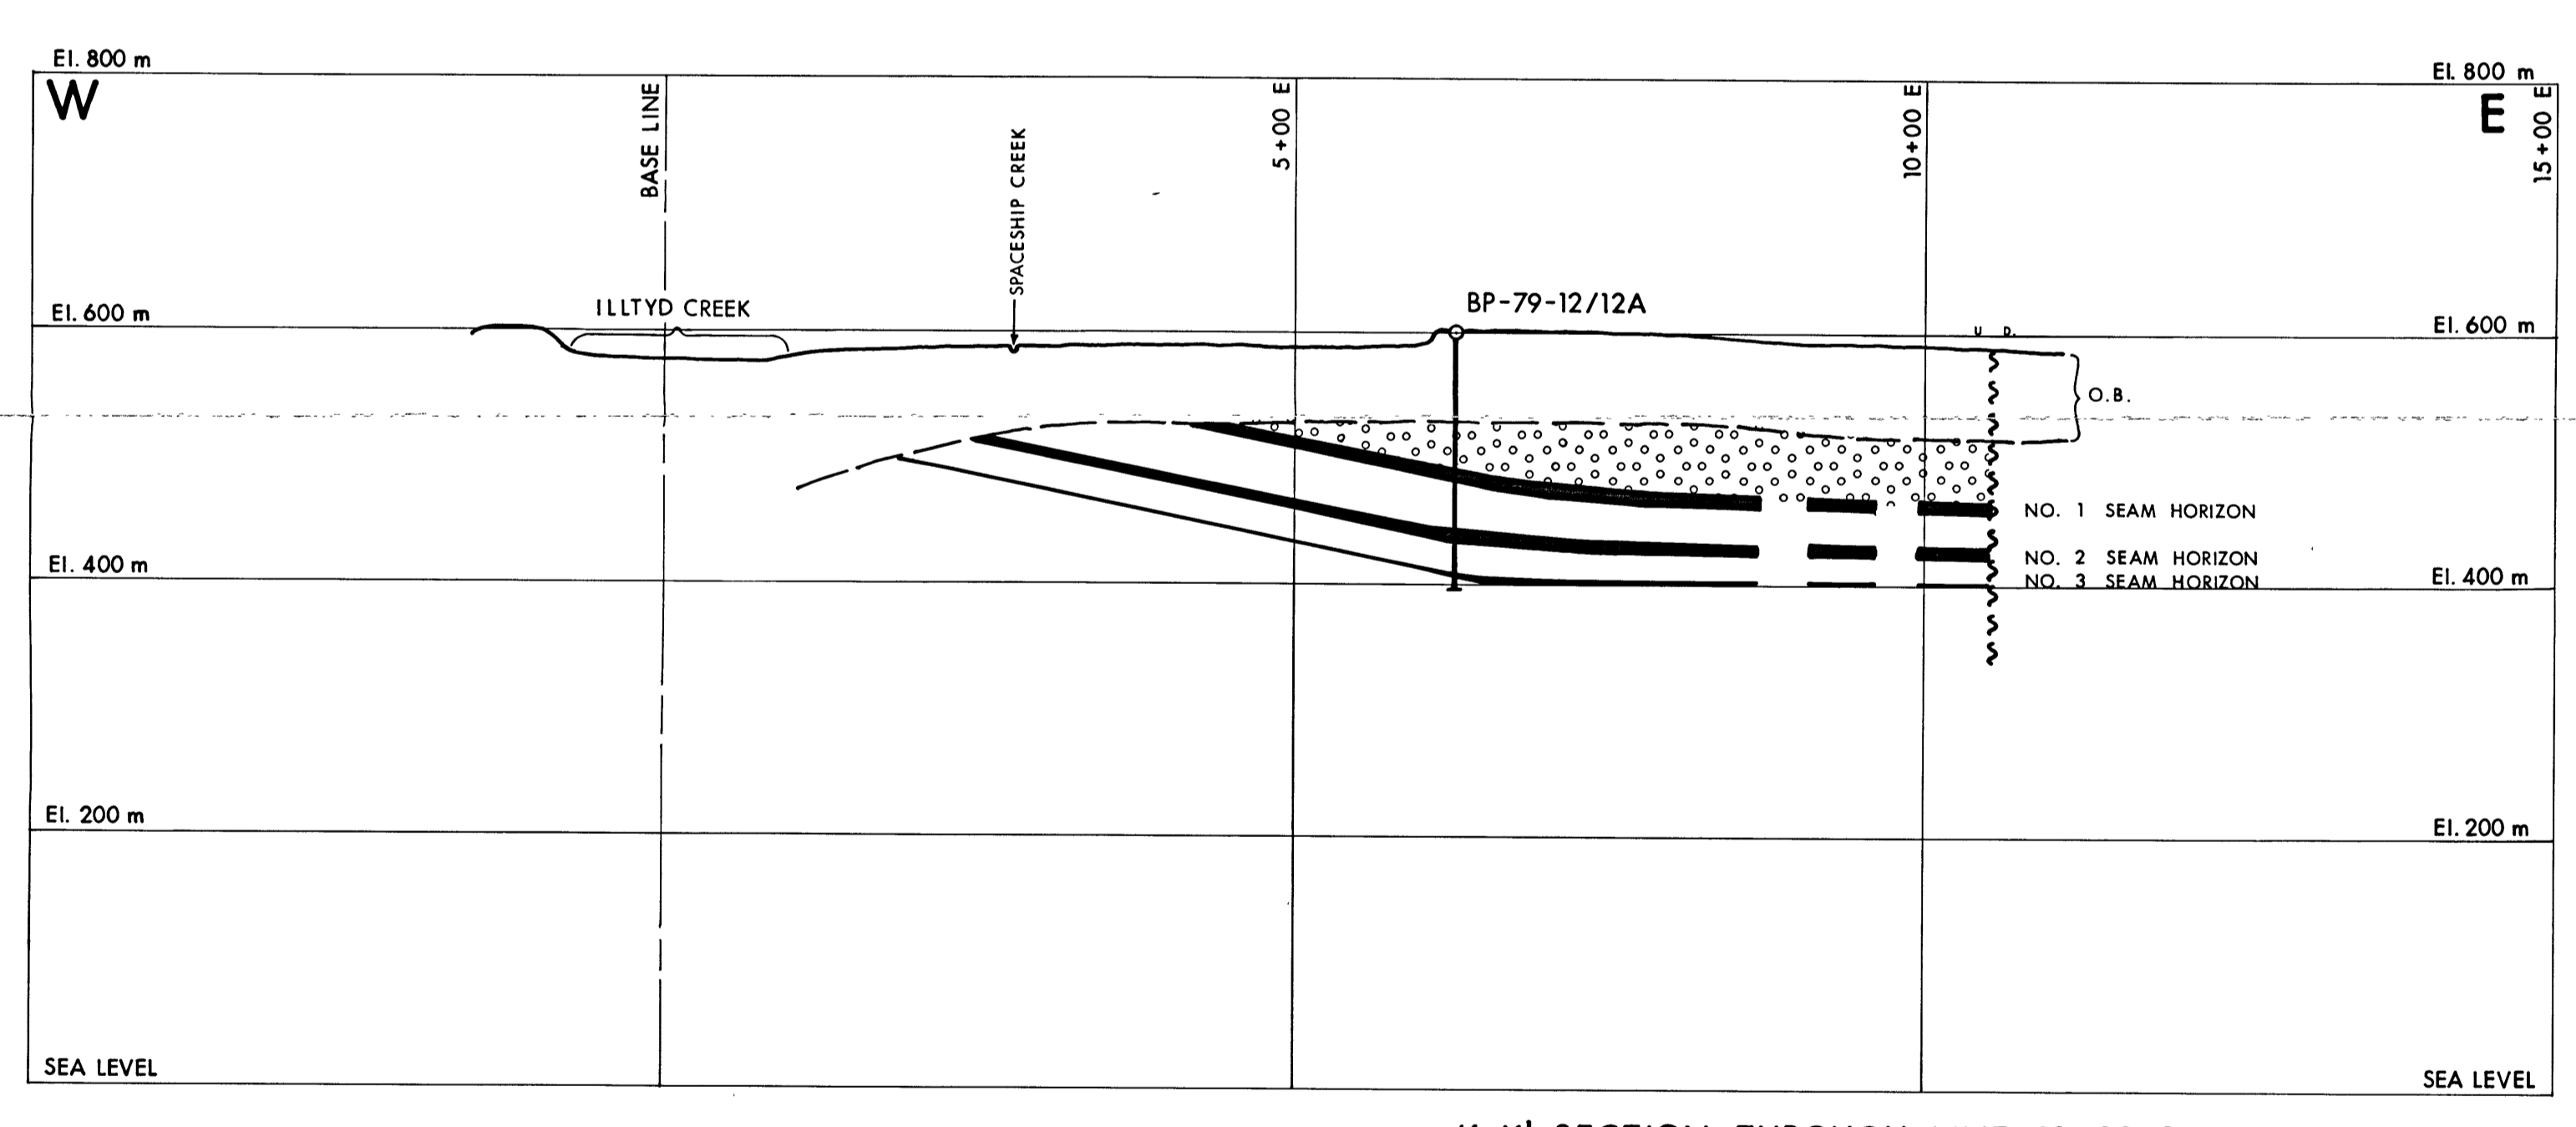 El. 800 m
El. 800 m
W
E
BASE LINE
SPACESHIP CREEK
5+00 E
10+00 E
15+00 E
ILLTYD CREEK
BP-79-12/12A
El. 600 m
El. 600 m
U D.
O.B.
NO. 1 SEAM HORIZON
NO. 2 SEAM HORIZON
NO. 3 SEAM HORIZON
El. 400 m
El. 400 m
El. 200 m
El. 200 m
SEA LEVEL
SEA LEVEL
SECTION THROUGH